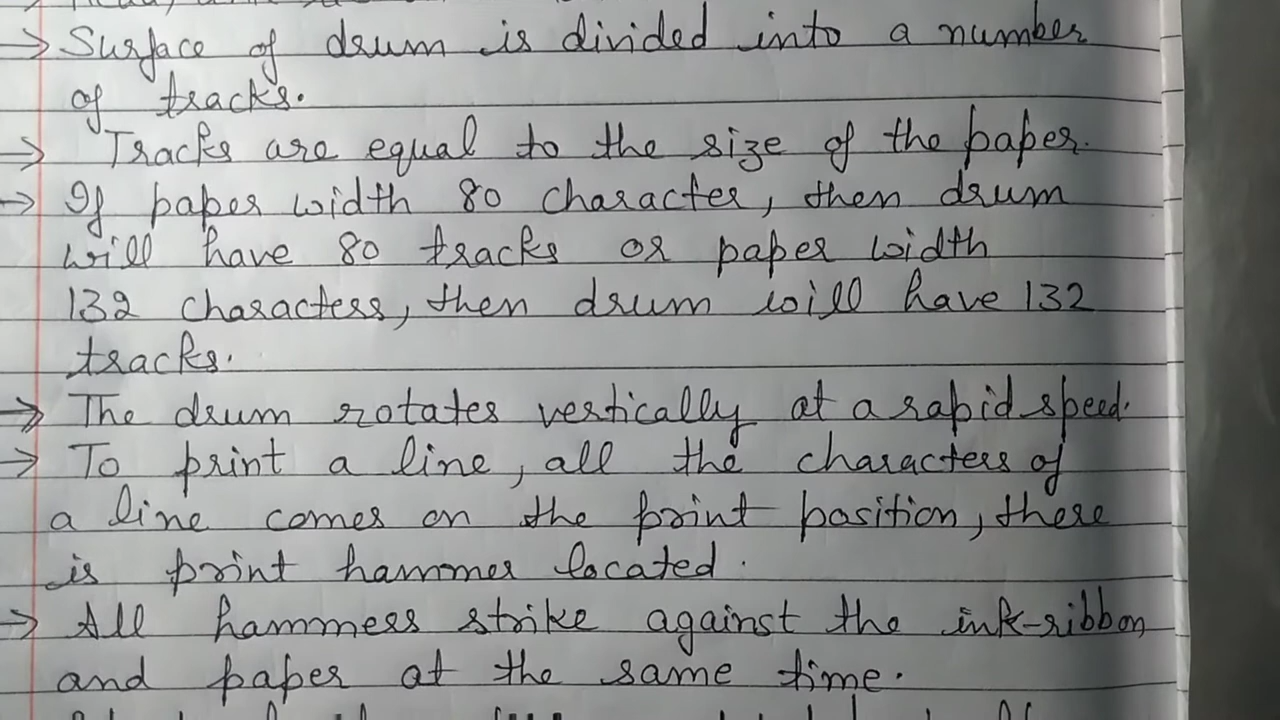 → Surface of drum is divided into a number
of tracks.
→ Tracks are equal to the size of the paper.
→ If paper width 80 character, then drum
will have 80 tracks or paper width
132 characters, then drum will have 132
tracks.
→ The drum rotates vertically at a rapid speed.
→ To print a line, all the characters of
a line comes on the print position, there
is print hammer located.
→ All hammers strike against the ink-ribbon
and paper at the same time.